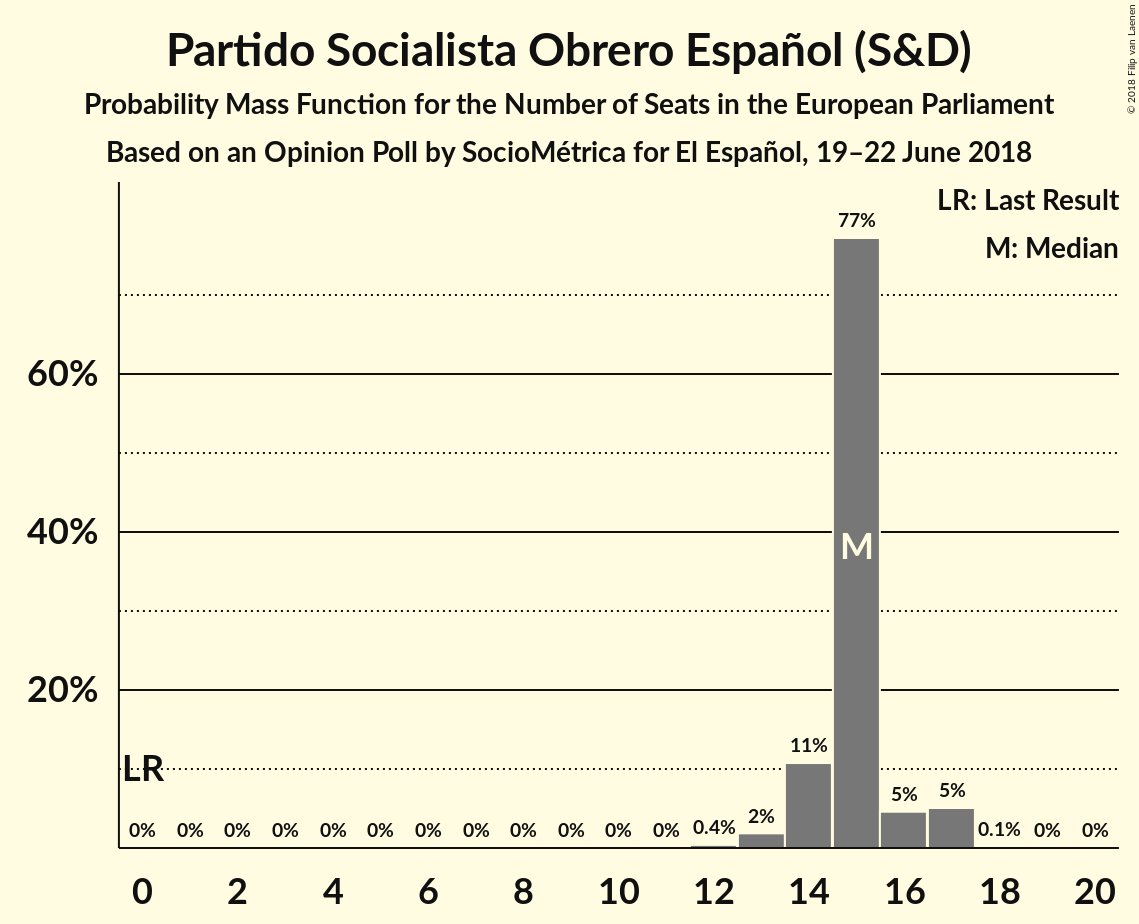 Partido Socialista Obrero Español (S&D)
Probability Mass Function for the Number of Seats in the European Parliament
Based on an Opinion Poll by SocioMétrica for El Español, 19–22 June 2018
© 2018 Filip van Laenen
LR: Last Result
M: Median
77%
60%
40%
M
20%
LR
0% 0% 0% 0% 0% 0% 0% 0% 0% 0% 0% 0% 0.4% 2% 11% 5% 5% 0.1% 0% 0%
0 2 4 6 8 10 12 14 16 18 20